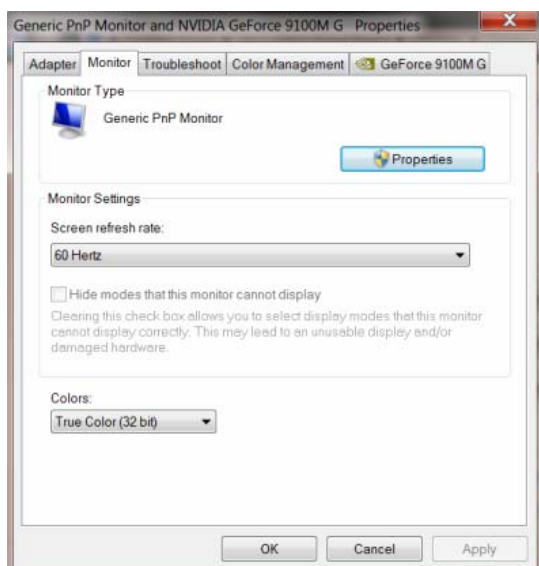 Generic PnP Monitor and NVIDIA GeForce 9100M G Properties
Adapter Monitor Troubleshoot Color Management GeForce 9100M G
Monitor Type
Generic PnP Monitor
Properties
Monitor Settings
Screen refresh rate:
60 Hertz
Hide modes that this monitor cannot display
Clearing this check box allows you to select display modes that this monitor
cannot display correctly. This may lead to an unusable display and/or
damaged hardware.
Colors:
True Color (32 bit)
OK Cancel Apply